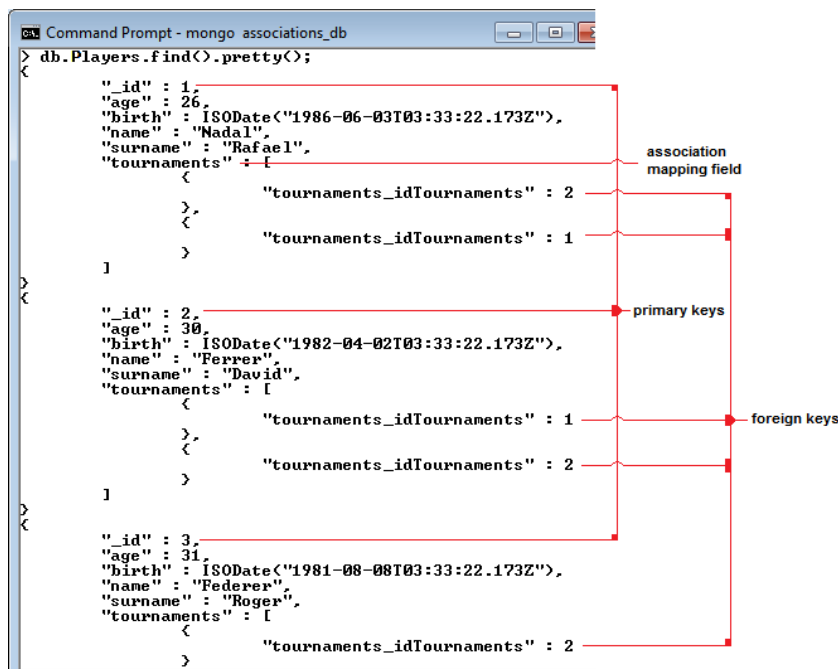 Command Prompt - mongo associations_db
> db.Players.find().pretty();
{
"_id" : 1,
"age" : 26,
"birth" : ISODate("1986-06-03T03:33:22.173Z"),
"name" : "Nadal",
"surname" : "Rafael",
"tournaments" : [
association
mapping field
{
"tournaments_idTournaments" : 2
},
{
"tournaments_idTournaments" : 1
}
]
}
{
"_id" : 2,
primary keys
"age" : 30,
"birth" : ISODate("1982-04-02T03:33:22.173Z"),
"name" : "Ferrer",
"surname" : "David",
"tournaments" : [
{
"tournaments_idTournaments" : 1
foreign keys
},
{
"tournaments_idTournaments" : 2
}
]
}
{
"_id" : 3,
"age" : 31,
"birth" : ISODate("1981-08-08T03:33:22.173Z"),
"name" : "Federer",
"surname" : "Roger",
"tournaments" : [
{
"tournaments_idTournaments" : 2
}